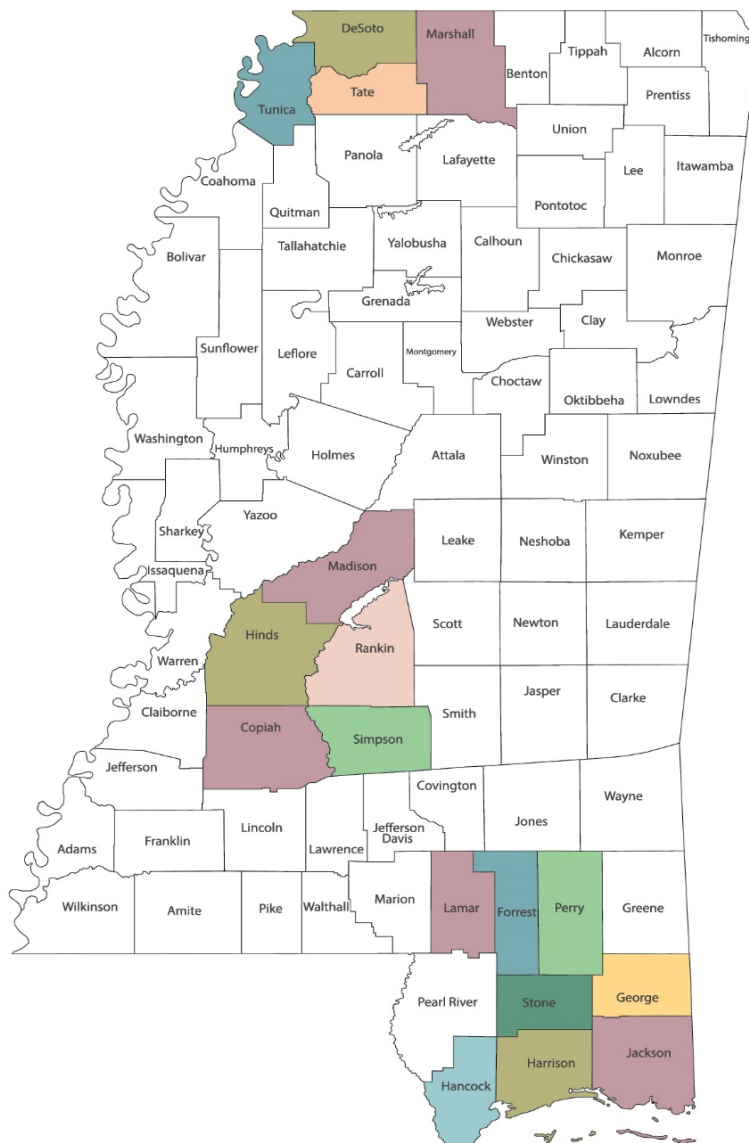 DeSoto
Marshall
Benton
Tippah
Alcorn
Tishoming
Tunica
Tate
Prentiss
Union
Panola
Lafayette
Lee
Itawamba
Coahoma
Quitman
Pontotoc
Bolivar
Tallahatchie
Yalobusha
Calhoun
Chickasaw
Monroe
Grenada
Sunflower
Leflore
Webster
Clay
Montgomery
Carroll
Choctaw
Oktibbeha
Lowndes
Washington
Humphreys
Holmes
Attala
Winston
Noxubee
Yazoo
Sharkey
Leake
Neshoba
Kemper
Issaquena
Madison
Hinds
Rankin
Scott
Newton
Lauderdale
Warren
Claiborne
Copiah
Simpson
Smith
Jasper
Clarke
Jefferson
Covington
Wayne
Adams
Franklin
Lincoln
Lawrence
Jefferson
Davis
Jones
Wilkinson
Amite
Pike
Walthall
Marion
Lamar
Forrest
Perry
Greene
Pearl River
Stone
George
Hancock
Harrison
Jackson